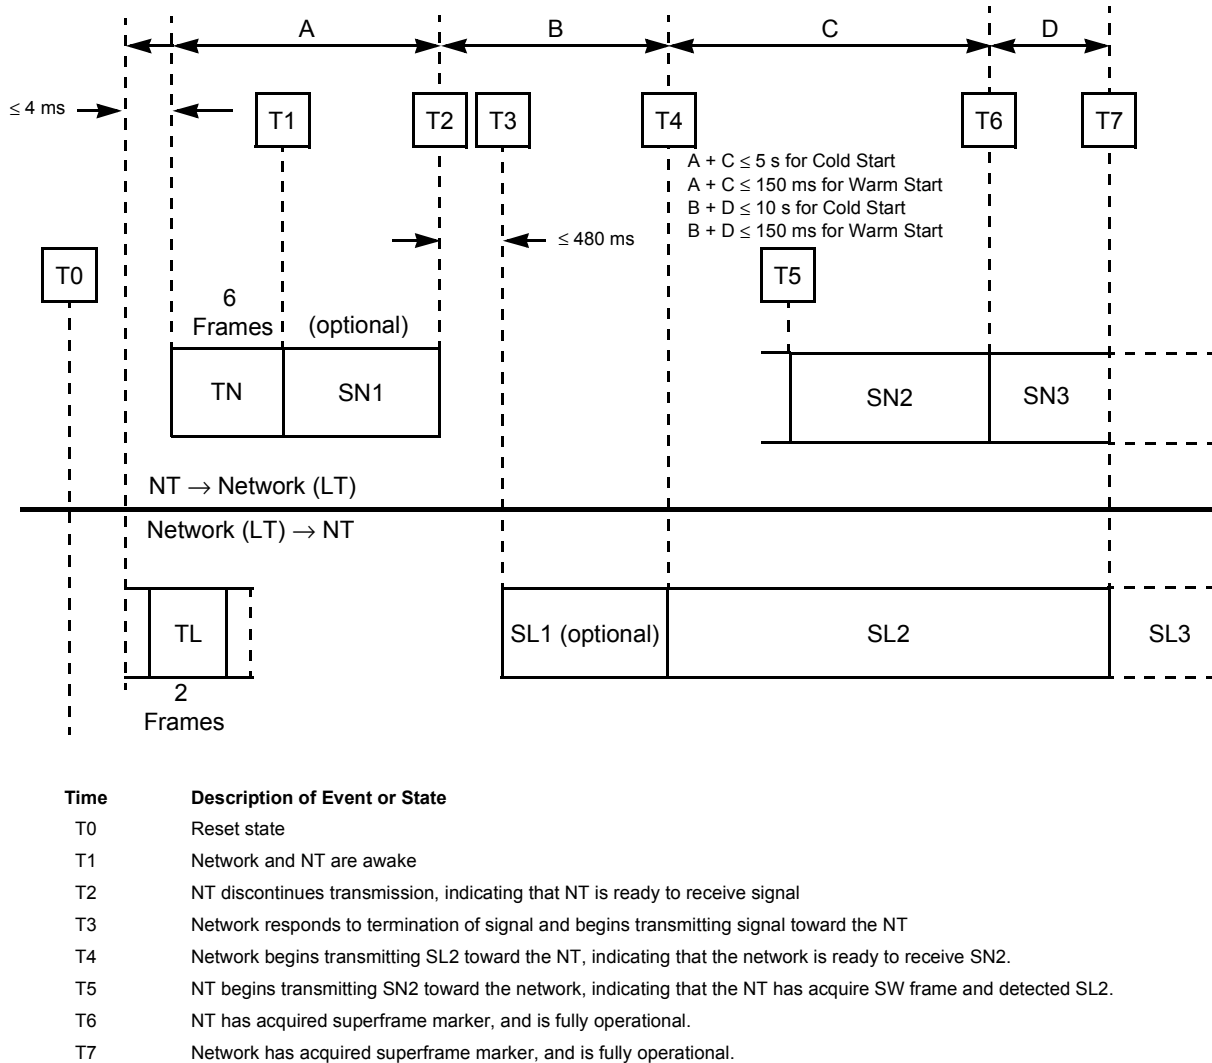 A B C D
≤ 4 ms
T1 T2 T3 T4 T6 T7
A + C ≤ 5 s for Cold Start
A + C ≤ 150 ms for Warm Start
B + D ≤ 10 s for Cold Start
B + D ≤ 150 ms for Warm Start
≤ 480 ms
T0 T5
6
Frames (optional)
TN SN1 SN2 SN3
NT → Network (LT)
Network (LT) → NT
TL SL1 (optional) SL2 SL3
2
Frames
Time Description of Event or State
T0 Reset state
T1 Network and NT are awake
T2 NT discontinues transmission, indicating that NT is ready to receive signal
T3 Network responds to termination of signal and begins transmitting signal toward the NT
T4 Network begins transmitting SL2 toward the NT, indicating that the network is ready to receive SN2.
T5 NT begins transmitting SN2 toward the network, indicating that the NT has acquire SW frame and detected SL2.
T6 NT has acquired superframe marker, and is fully operational.
T7 Network has acquired superframe marker, and is fully operational.